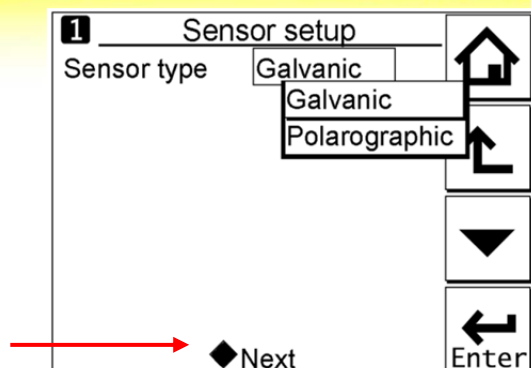 1 Sensor setup
Sensor type Galvanic
Galvanic
Polarographic
◆Next
Enter